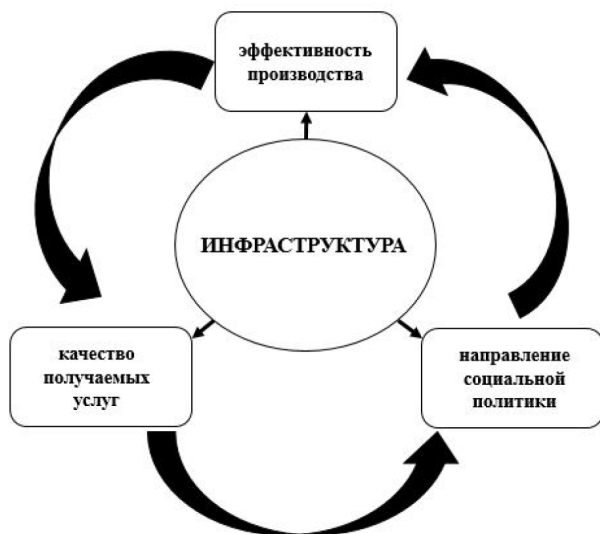 эффективность
производства
ИНФРАСТРУКТУРА
качество
получаемых
услуг
направление
социальной
политики